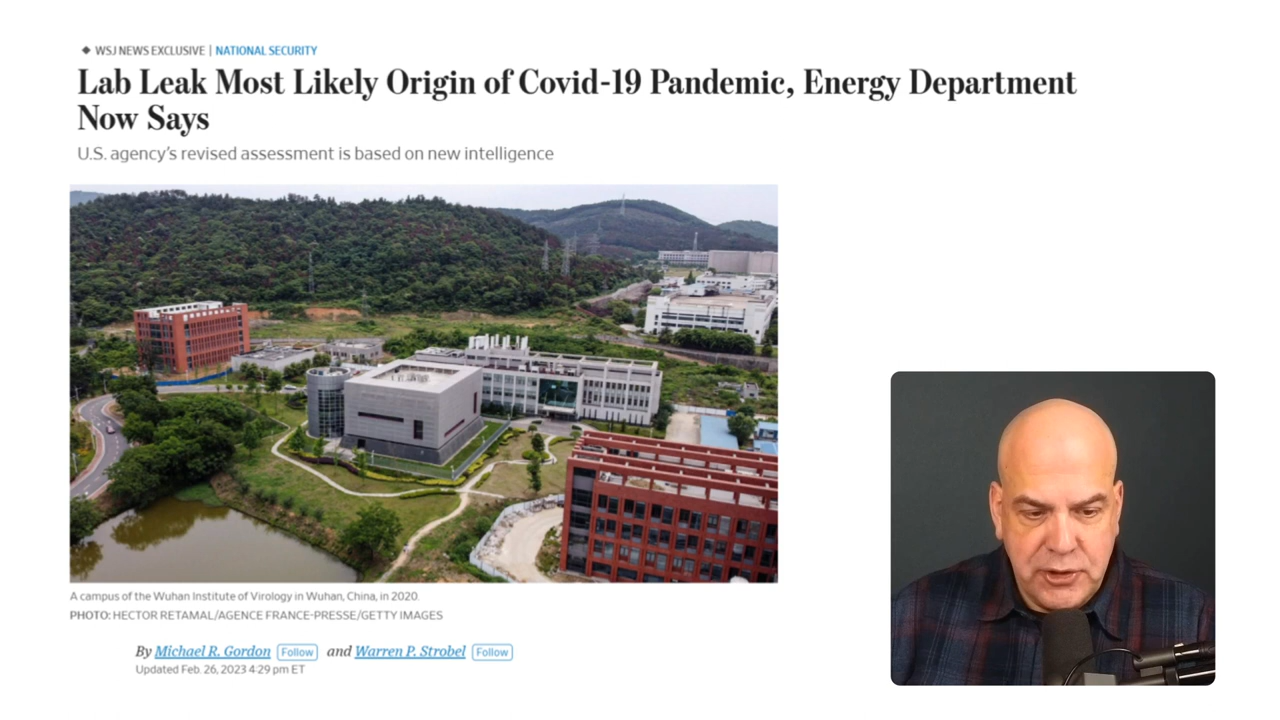 ◆ WSJ NEWS EXCLUSIVE | NATIONAL SECURITY
Lab Leak Most Likely Origin of Covid-19 Pandemic, Energy Department
Now Says
U.S. agency's revised assessment is based on new intelligence
A campus of the Wuhan Institute of Virology in Wuhan, China, in 2020.
PHOTO: HECTOR RETAMAL/AGENCE FRANCE-PRESSE/GETTY IMAGES
By Michael R. Gordon Follow and Warren P. Strobel Follow
Updated Feb. 26, 2023 4:29 pm ET